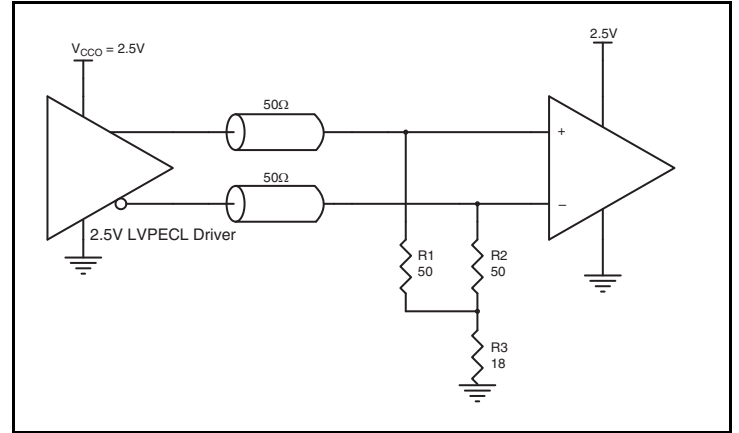 V_CCO = 2.5V
2.5V
50Ω
+
50Ω
–
2.5V LVPECL Driver
R1
50
R2
50
R3
18